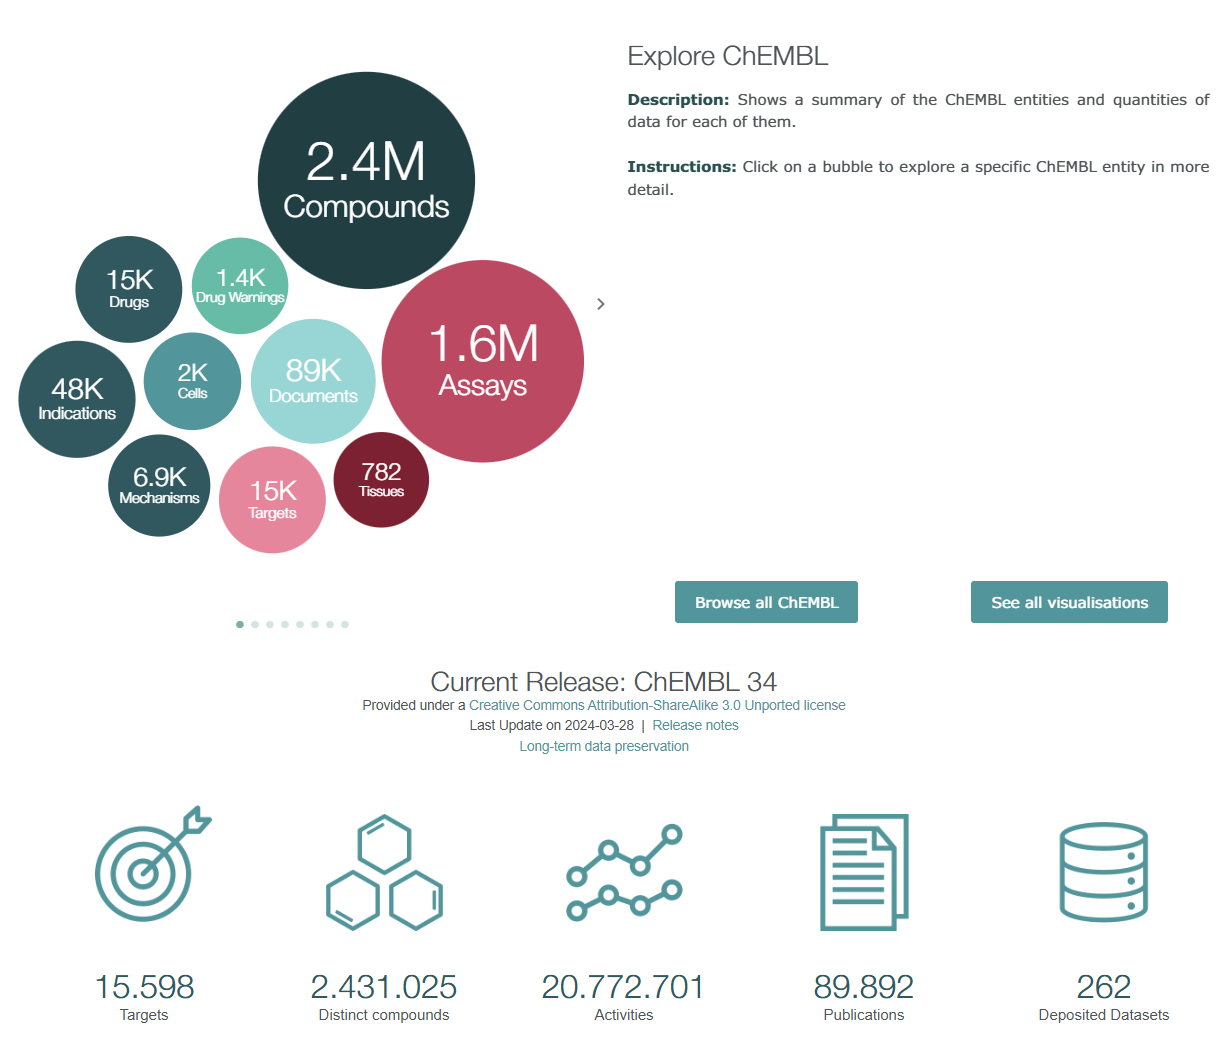 Explore ChEMBL
Description: Shows a summary of the ChEMBL entities and quantities of
data for each of them.
Instructions: Click on a bubble to explore a specific ChEMBL entity in more
detail.
2.4M
Compounds
15K
Drugs
1.4K
Drug Warnings
1.6M
Assays
48K
Indications
2K
Cells
89K
Documents
6.9K
Mechanisms
15K
Targets
782
Tissues
Browse all ChEMBL
See all visualisations
Current Release: ChEMBL 34
Provided under a Creative Commons Attribution-ShareAlike 3.0 Unported license
Last Update on 2024-03-28 | Release notes
Long-term data preservation
15.598
Targets
2.431.025
Distinct compounds
20.772.701
Activities
89.892
Publications
262
Deposited Datasets